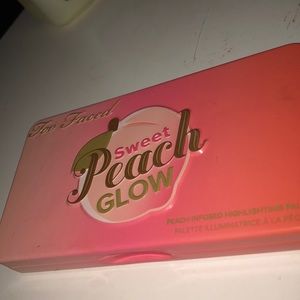 Too Faced
Sweet
Peach
GLOW
PEACH-INFUSED HIGHLIGHTING
PALETTE ILLUMINATRICE À LA